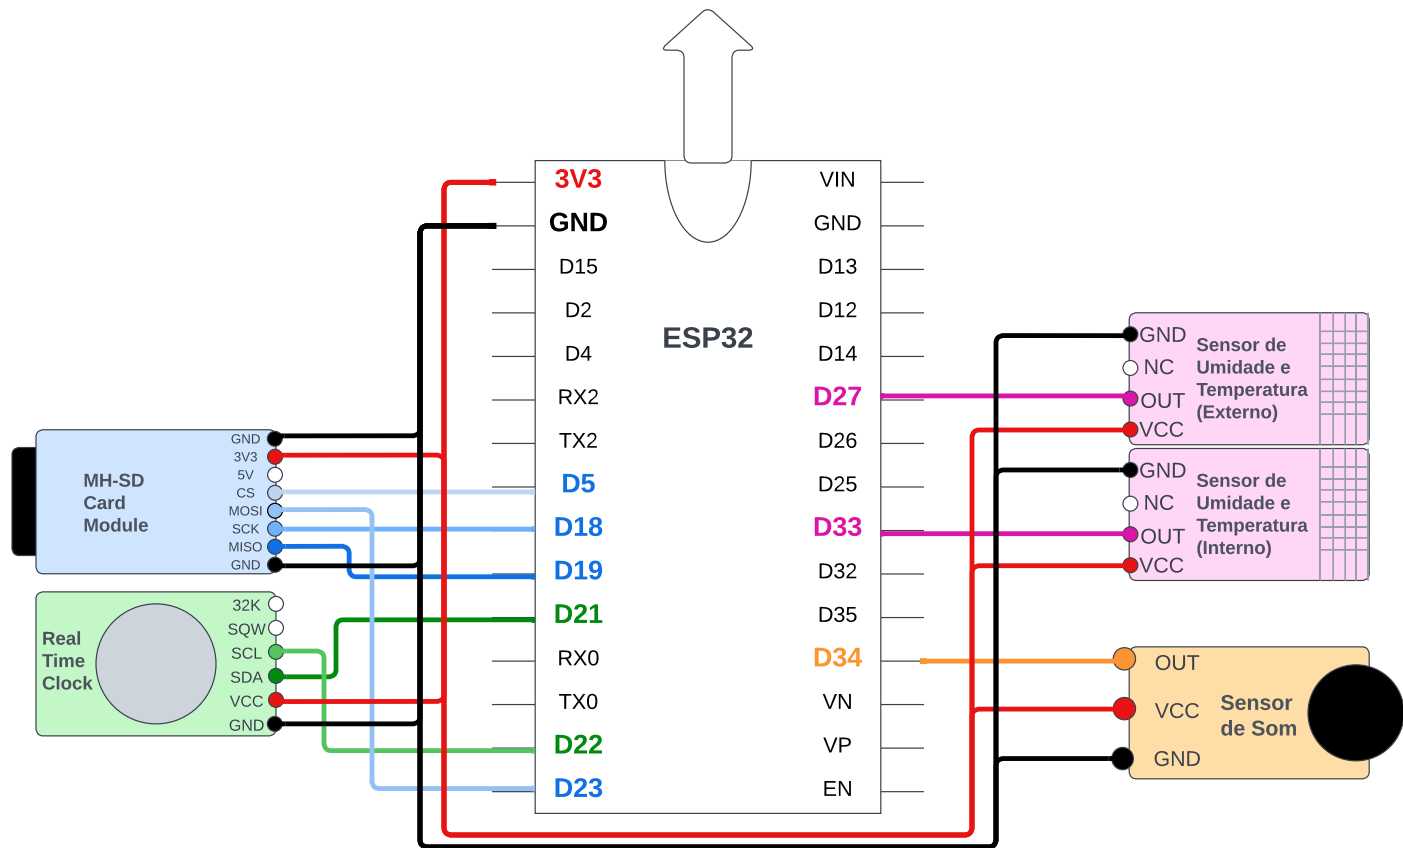 3V3
GND
D15
D2
D4
RX2
TX2
D5
D18
D19
D21
RX0
TX0
D22
D23
ESP32
VIN
GND
D13
D12
D14
D27
D26
D25
D33
D32
D35
D34
VN
VP
EN
MH-SD
Card
Module
GND
3V3
5V
CS
MOSI
SCK
MISO
GND
Real
Time
Clock
32K
SQW
SCL
SDA
VCC
GND
GND
NC
OUT
VCC
Sensor de
Umidade e
Temperatura
(Externo)
GND
NC
OUT
VCC
Sensor de
Umidade e
Temperatura
(Interno)
OUT
VCC
GND
Sensor
de Som